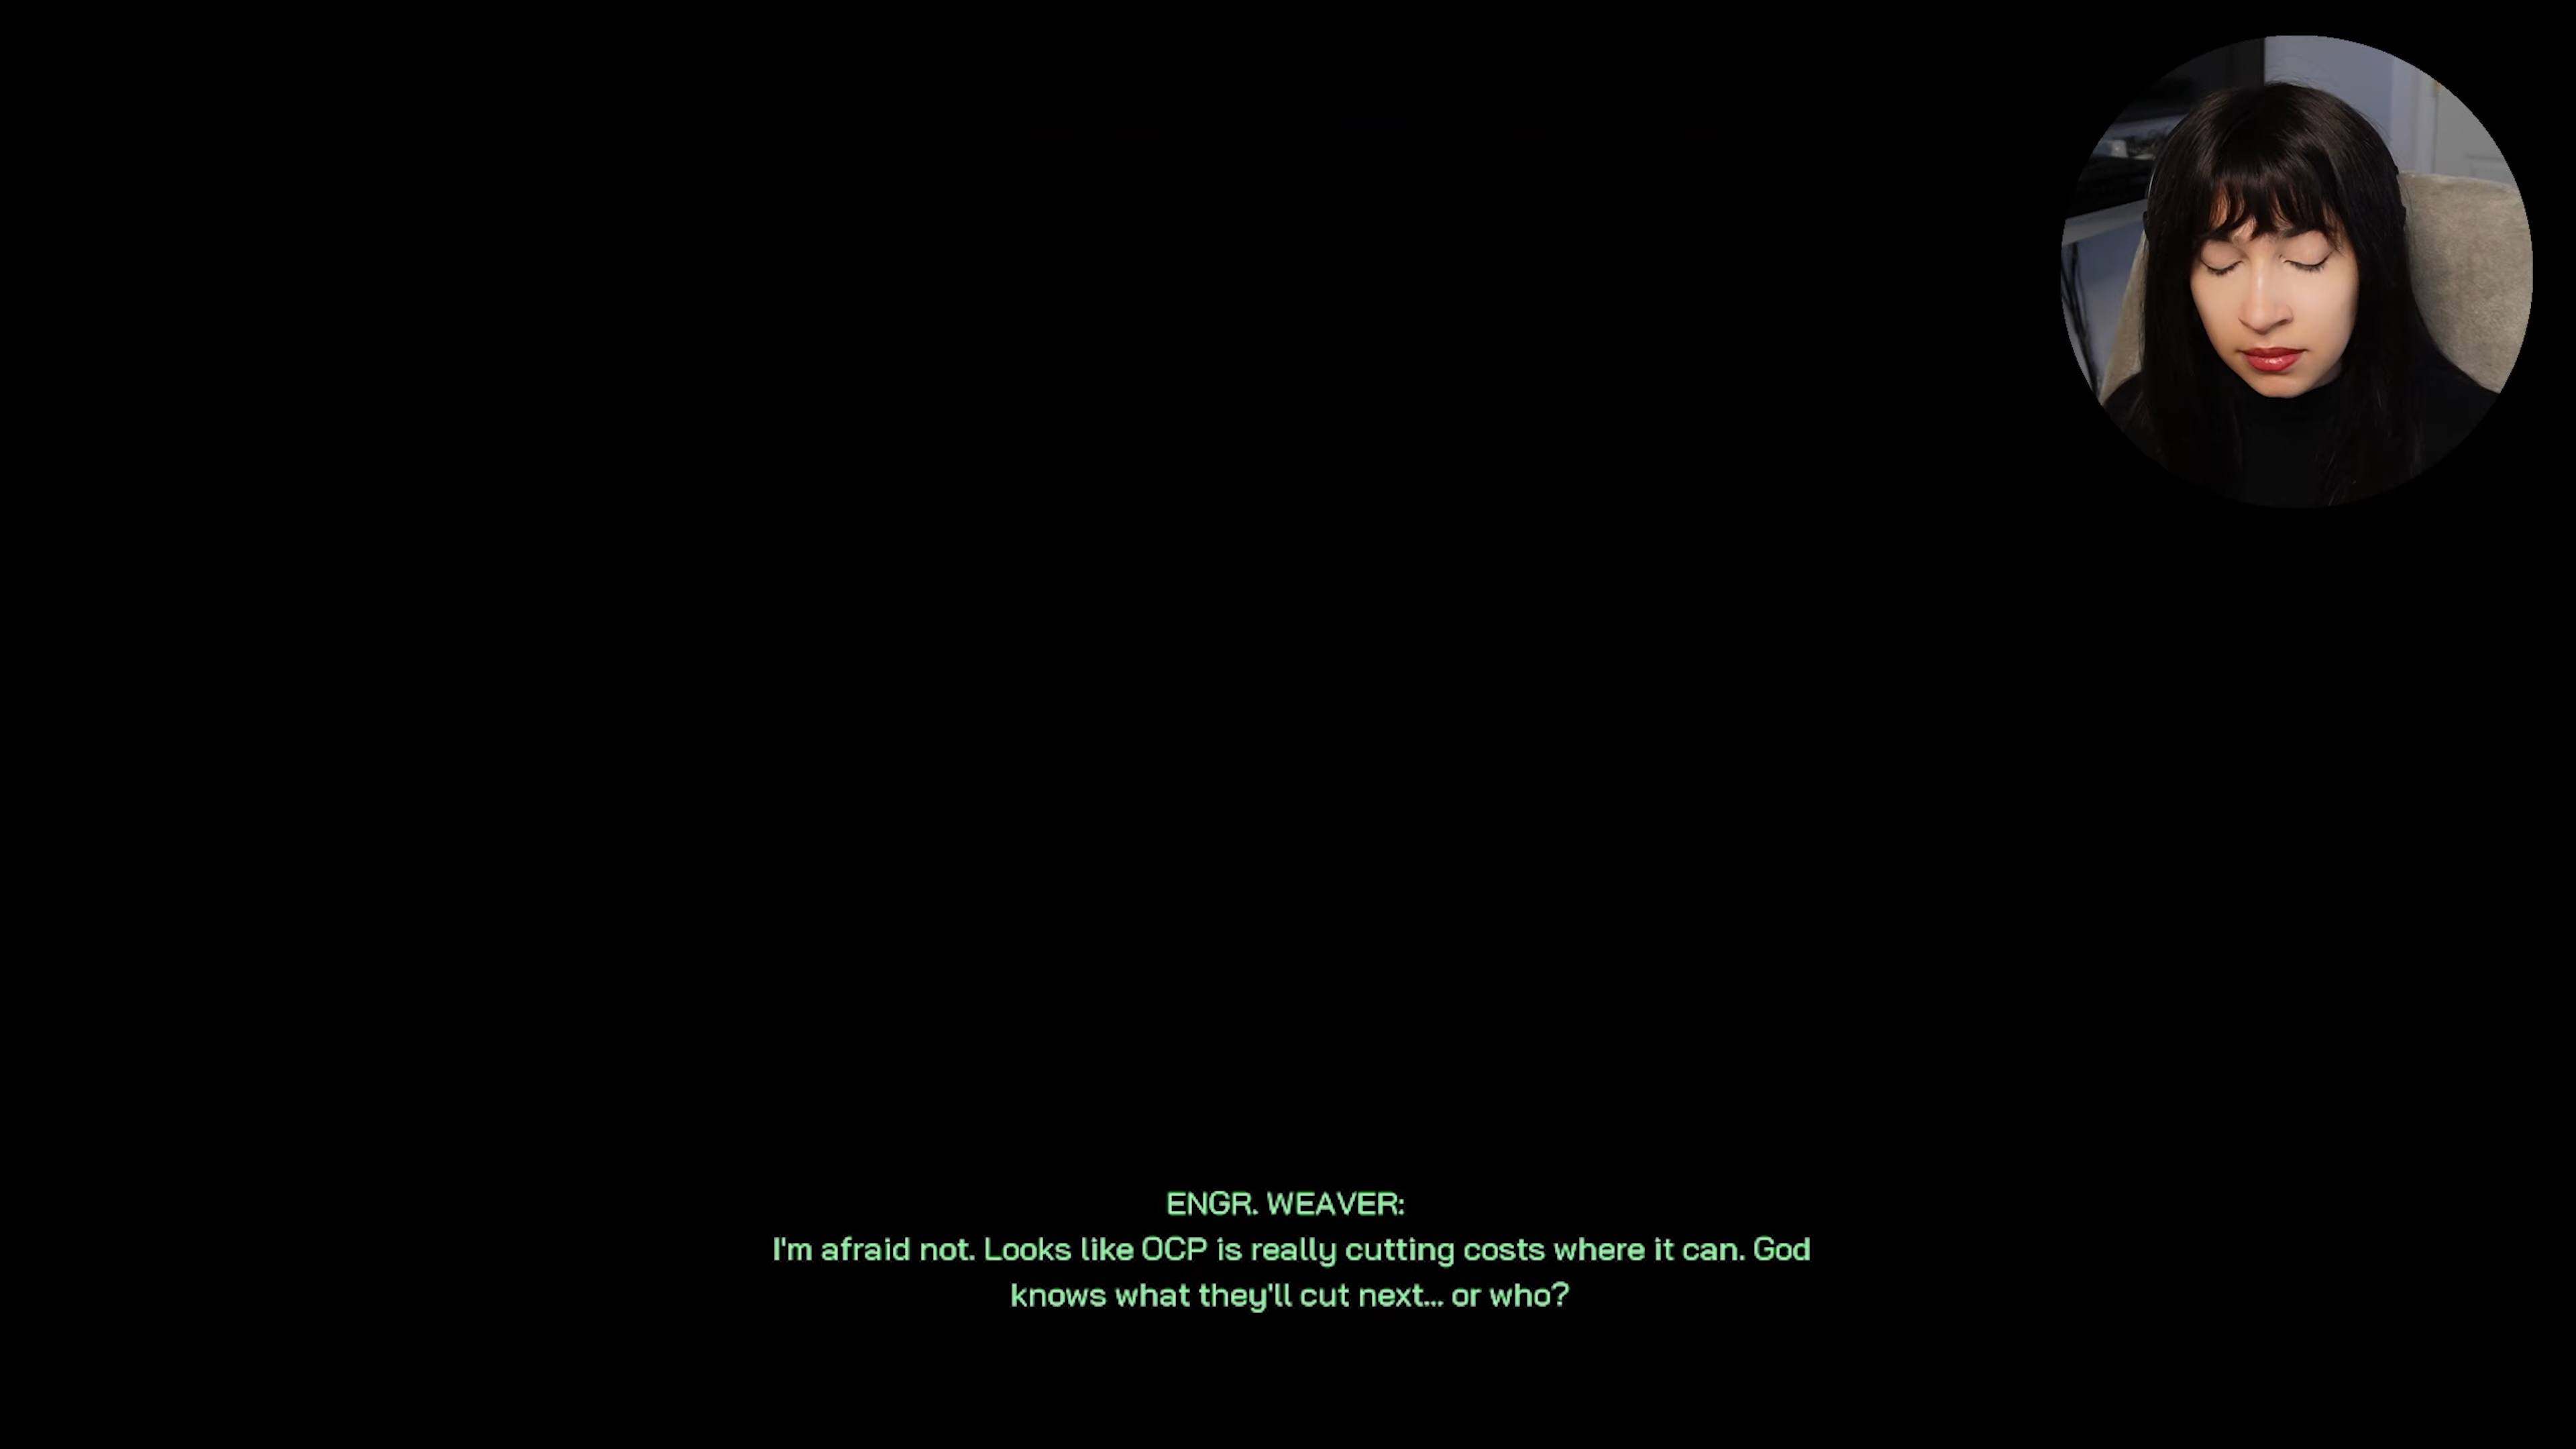 ENGR. WEAVER:
I'm afraid not. Looks like OCP is really cutting costs where it can. God
knows what they'll cut next... or who?